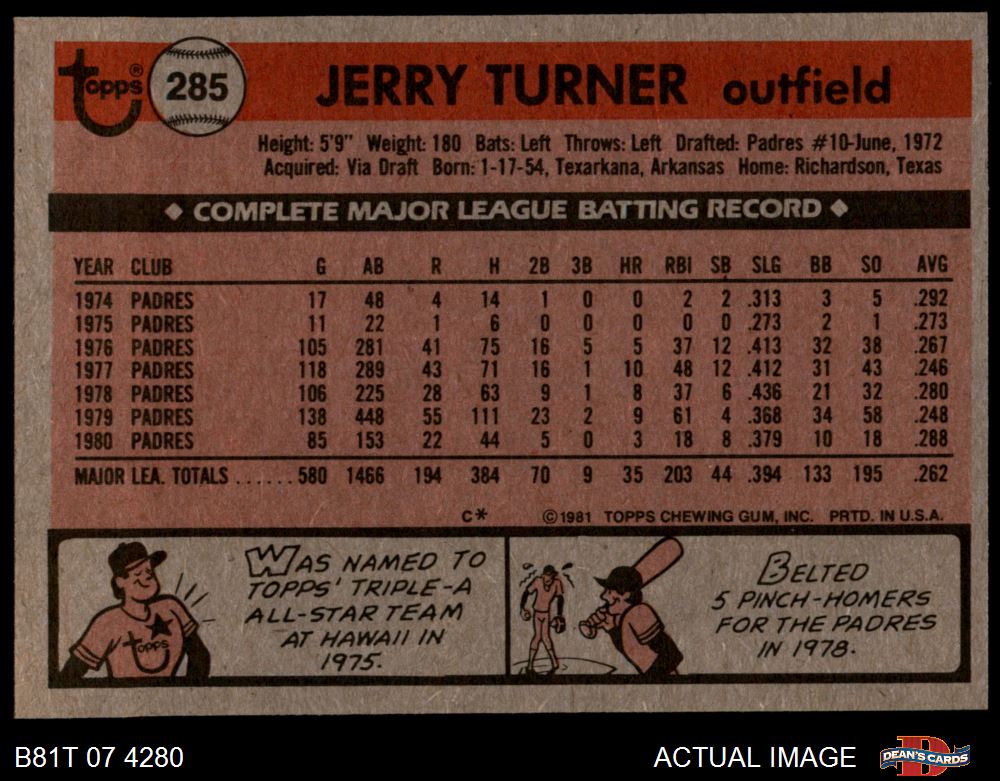 topps®
285
JERRY TURNER outfield
Height: 5'9" Weight: 180 Bats: Left Throws: Left Drafted: Padres #10-June, 1972
Acquired: Via Draft Born: 1-17-54, Texarkana, Arkansas Home: Richardson, Texas
◆ COMPLETE MAJOR LEAGUE BATTING RECORD ◆
YEAR CLUB G AB R H 2B 3B HR RBI SB SLG BB SO AVG
1974 PADRES 17 48 4 14 1 0 0 2 2 .313 3 5 .292
1975 PADRES 11 22 1 6 0 0 0 0 0 .273 2 1 .273
1976 PADRES 105 281 41 75 16 5 5 37 12 .413 32 38 .267
1977 PADRES 118 289 43 71 16 1 10 48 12 .412 31 43 .246
1978 PADRES 106 225 28 63 9 1 8 37 6 .436 21 32 .280
1979 PADRES 138 448 55 111 23 2 9 61 4 .368 34 58 .248
1980 PADRES 85 153 22 44 5 0 3 18 8 .379 10 18 .288
MAJOR LEA. TOTALS ...... 580 1466 194 384 70 9 35 203 44 .394 133 195 .262
C* © 1981 TOPPS CHEWING GUM, INC. PRTD. IN U.S.A.
WAS NAMED TO
TOPPS' TRIPLE-A
ALL-STAR TEAM
AT HAWAII IN
1975.
topps
BELTED
5 PINCH-HOMERS
FOR THE PADRES
IN 1978.
B81T 07 4280 ACTUAL IMAGE DEAN'S CARDS